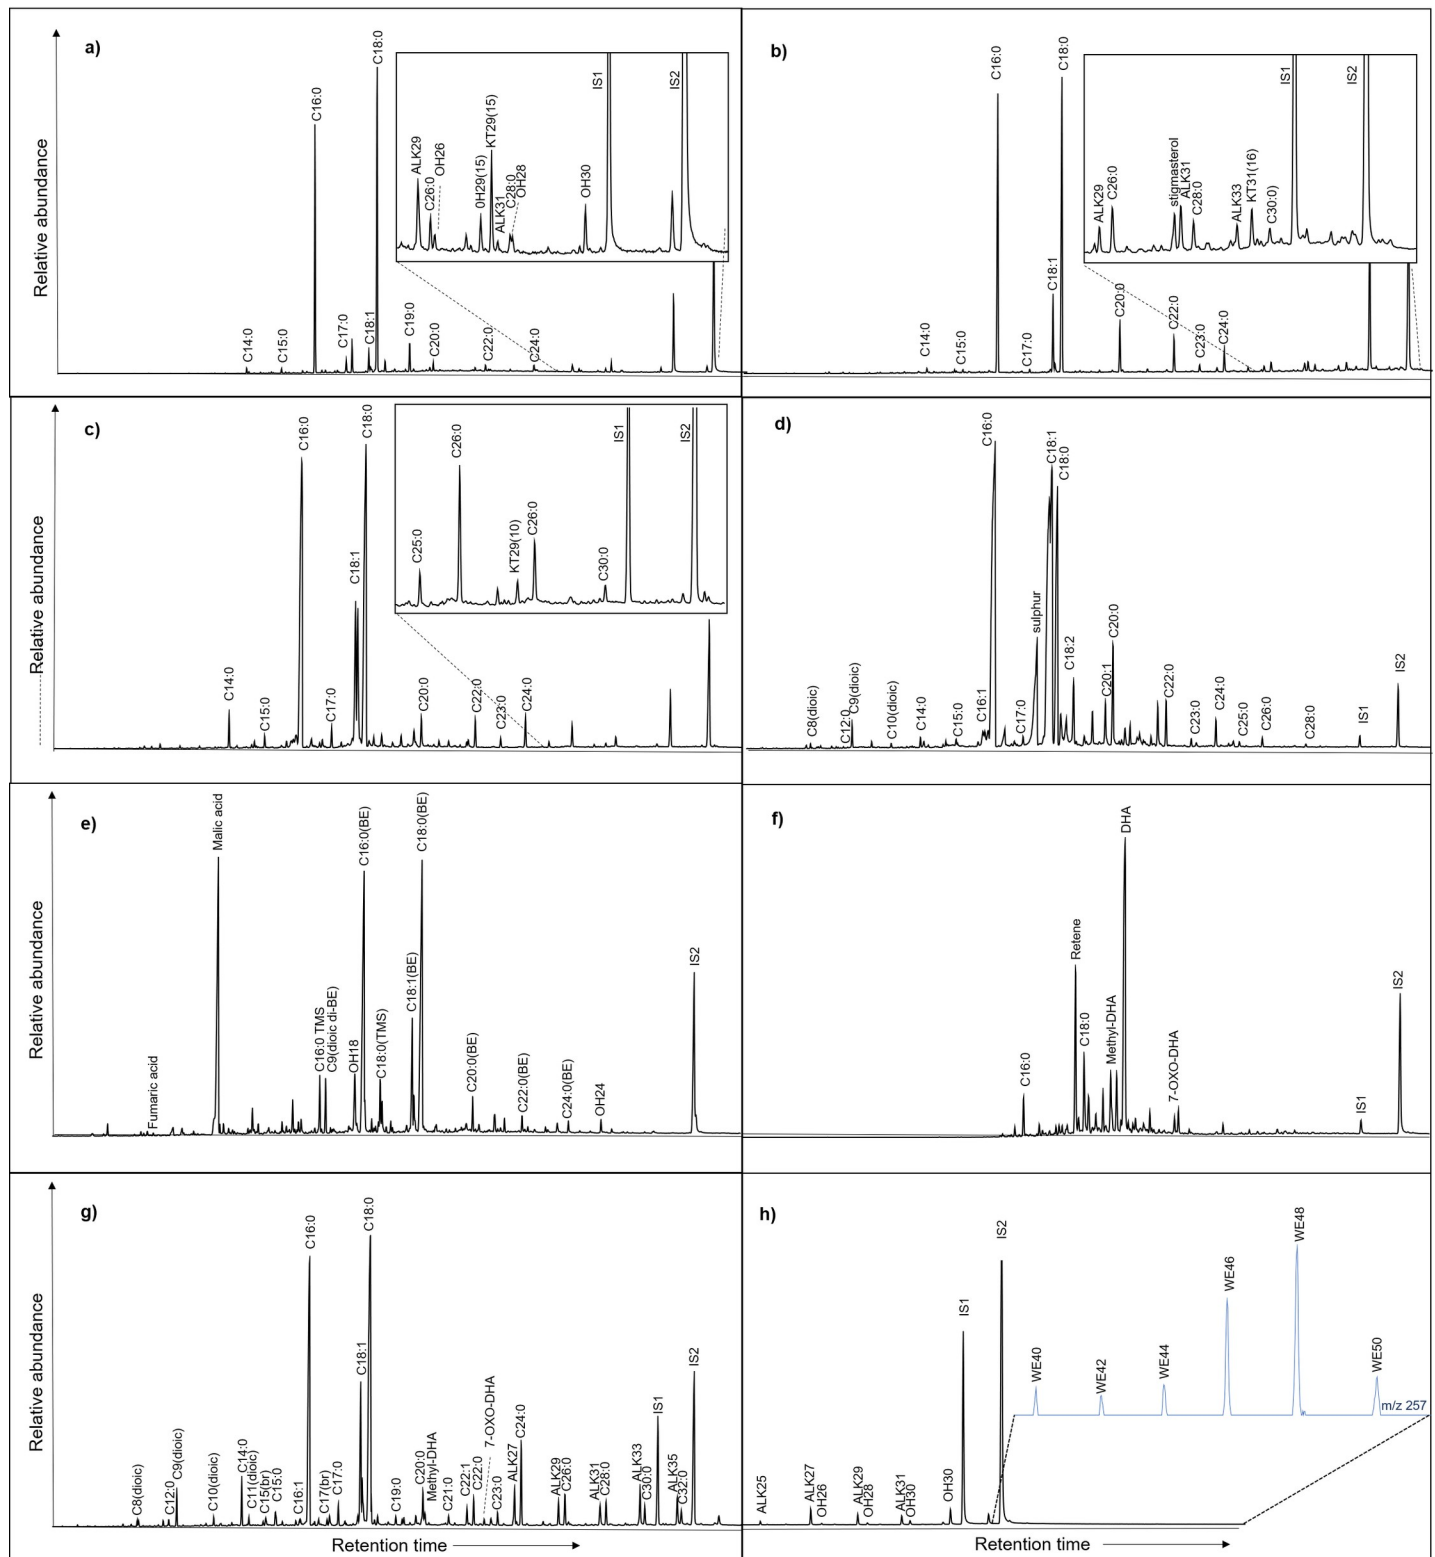 a)
Relative abundance
C14:0
C15:0
C16:0
C17:0
C18:1
C18:0
C19:0
C20:0
C22:0
C24:0
ALK29
C26:0
OH26
0H29(15)
KT29(15)
ALK31
C28:0
OH28
OH30
IS1
IS2
b)
C14:0
C15:0
C16:0
C17:0
C18:1
C18:0
C20:0
C22:0
C23:0
C24:0
ALK29
C26:0
stigmasterol
ALK31
C28:0
ALK33
KT31(16)
C30:0)
IS1
IS2
c)
Relative abundance
C14:0
C15:0
C16:0
C17:0
C18:1
C18:0
C20:0
C22:0
C23:0
C24:0
C25:0
C26:0
KT29(10)
C26:0
C30:0
IS1
IS2
d)
C8(dioic)
C12:0
C9(dioic)
C10(dioic)
C14:0
C15:0
C16:1
C16:0
C17:0
sulphur
C18:1
C18:0
C18:2
C20:1
C20:0
C22:0
C23:0
C24:0
C25:0
C26:0
C28:0
IS1
IS2
e)
Relative abundance
Fumaric acid
Malic acid
C16:0 TMS
C9(dioic di-BE)
OH18
C16:0(BE)
C18:0(TMS)
C18:1(BE)
C18:0(BE)
C20:0(BE)
C22:0(BE)
C24:0(BE)
OH24
IS2
f)
C16:0
Retene
C18:0
Methyl-DHA
DHA
7-OXO-DHA
IS1
IS2
g)
Relative abundance
C8(dioic)
C12:0
C9(dioic)
C10(dioic)
C14:0
C11(dioic)
C15(br)
C15:0
C16:1
C16:0
C17(br)
C17:0
C18:1
C18:0
C19:0
C20:0
Methyl-DHA
C21:0
C22:1
C22:0
7-OXO-DHA
C23:0
ALK27
C24:0
ALK29
C26:0
ALK31
C28:0
ALK33
C30:0
IS1
ALK35
C32:0
IS2
Retention time
h)
ALK25
ALK27
OH26
ALK29
OH28
ALK31
OH30
OH30
IS1
IS2
WE40
WE42
WE44
WE46
WE48
WE50
m/z 257
Retention time